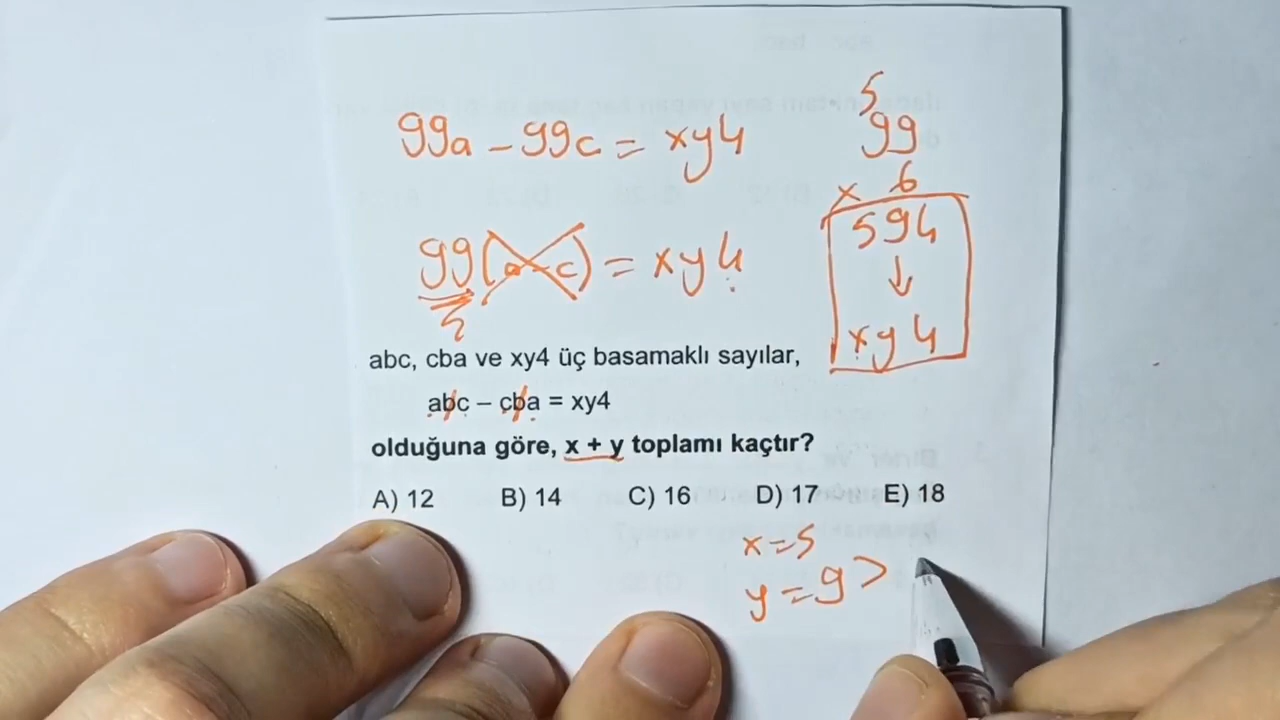 99a - 99c = xy4
99(a-c) = xy4
5
99
x 6
594
↓
xy4
abc, cba ve xy4 üç basamaklı sayılar,
abc – cba = xy4
olduğuna göre, x + y toplamı kaçtır?
A) 12 B) 14 C) 16 D) 17 E) 18
x=5
y=9 >